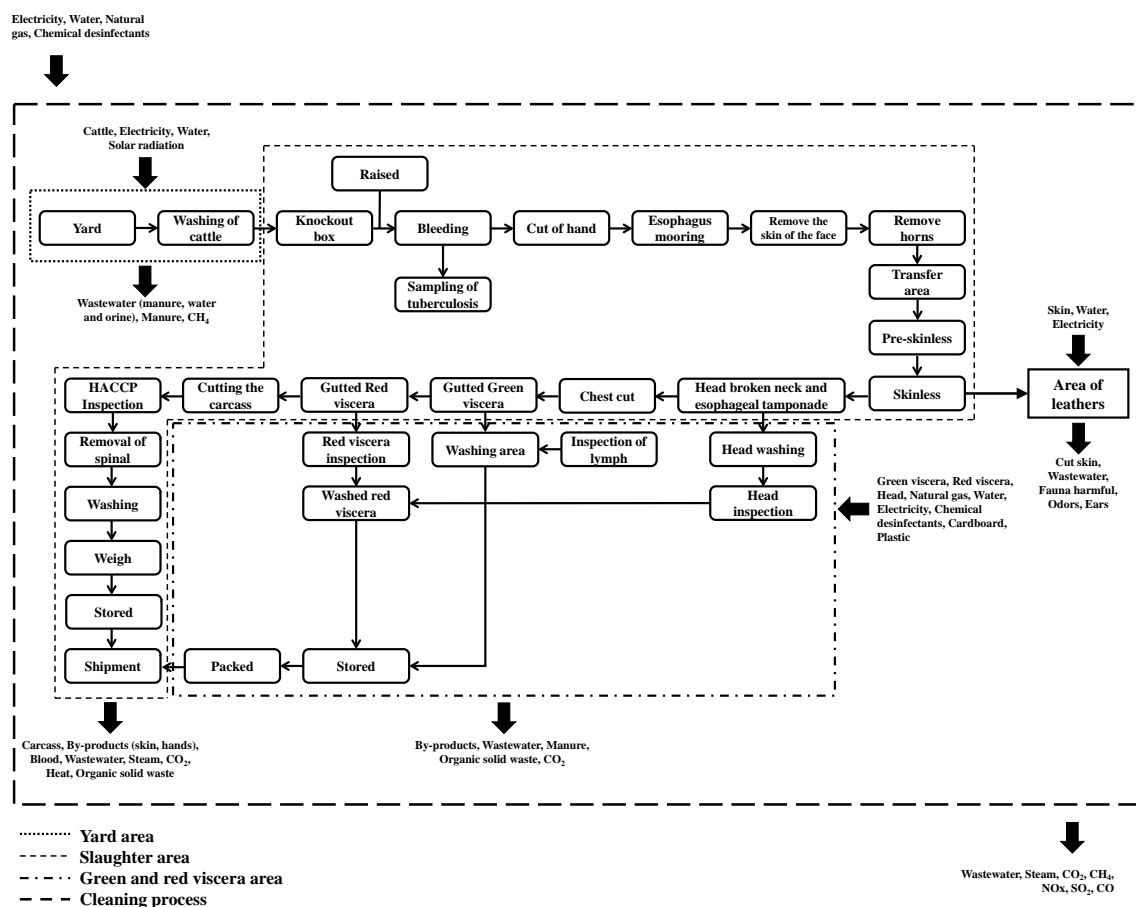 Electricity, Water, Natural
gas, Chemical desinfectants
Cattle, Electricity, Water,
Solar radiation
Raised
Yard
Washing of
cattle
Knockout
box
Bleeding
Cut of hand
Esophagus
mooring
Remove the
skin of the face
Remove
horns
Sampling of
tuberculosis
Transfer
area
Wastewater (manure, water
and orine), Manure, CH₄
Pre-skinless
Skin, Water,
Electricity
HACCP
Inspection
Cutting the
carcass
Gutted Red
viscera
Gutted Green
viscera
Chest cut
Head broken neck and
esophageal tamponade
Skinless
Area of
leathers
Removal of
spinal
Red viscera
inspection
Washing area
Inspection of
lymph
Head washing
Cut skin,
Wastewater,
Fauna harmful,
Odors, Ears
Washing
Washed red
viscera
Head
inspection
Green viscera, Red viscera,
Head, Natural gas, Water,
Electricity, Chemical
desinfectants, Cardboard,
Plastic
Weigh
Stored
Shipment
Packed
Stored
Carcass, By-products (skin, hands),
Blood, Wastewater, Steam, CO₂,
Heat, Organic solid waste
By-products, Wastewater, Manure,
Organic solid waste, CO₂
Yard area
Slaughter area
Green and red viscera area
Cleaning process
Wastewater, Steam, CO₂, CH₄,
NOx, SO₂, CO